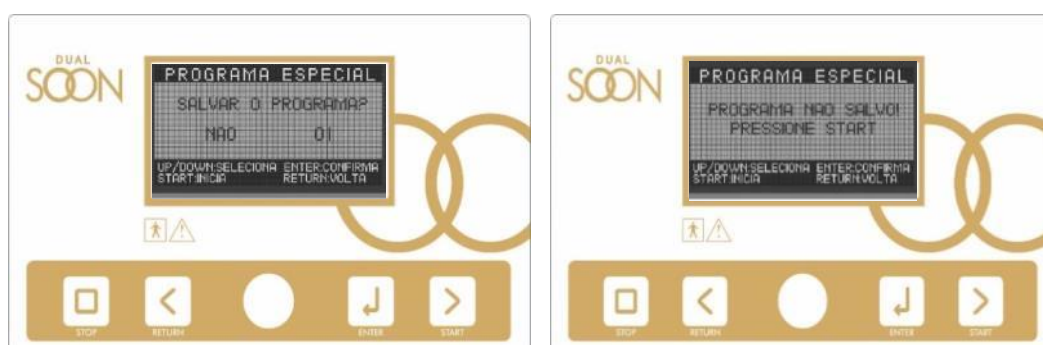 DUAL
SOON
PROGRAMA ESPECIAL
SALVAR O PROGRAMA?
NAO 01
UP/DOWN:SELECIONA ENTER:CONFIRMA
START:INICIA RETURN:VOLTA
STOP
RETURN
ENTER
START
DUAL
SOON
PROGRAMA ESPECIAL
PROGRAMA NAO SALVO!
PRESSIONE START
UP/DOWN:SELECIONA ENTER:CONFIRMA
START:INICIA RETURN:VOLTA
STOP
RETURN
ENTER
START